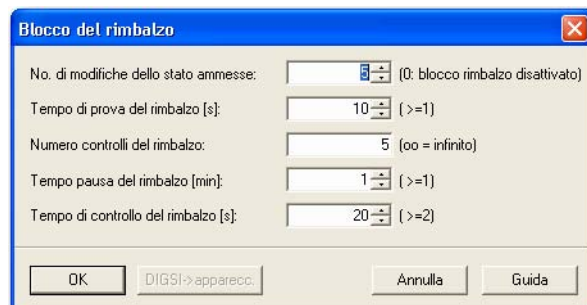 Blocco del rimbalzo
No. di modifiche dello stato ammesse: 5 (0: blocco rimbalzo disattivato)
Tempo di prova del rimbalzo [s]: 10 (>=1)
Numero controlli del rimbalzo: 5 (oo = infinito)
Tempo pausa del rimbalzo [min]: 1 (>=1)
Tempo di controllo del rimbalzo [s]: 20 (>=2)
OK DIGSI->apparecc. Annulla Guida